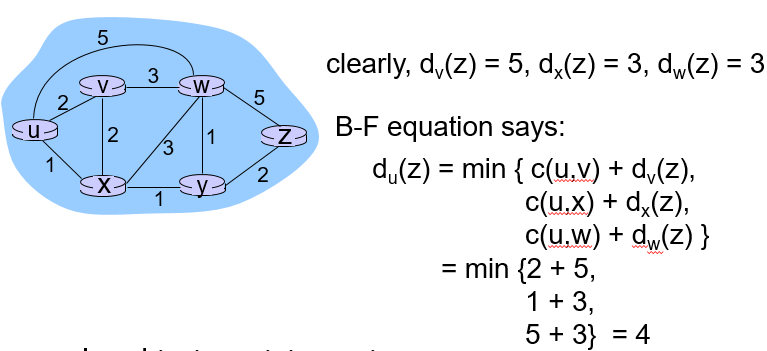 5
v
3
w
2
5
u
2
3
1
z
1
x
y
2
1
clearly, dv(z) = 5, dx(z) = 3, dw(z) = 3
B-F equation says:
du(z) = min { c(u,v) + dv(z),
c(u,x) + dx(z),
c(u,w) + dw(z) }
= min {2 + 5,
1 + 3,
5 + 3} = 4